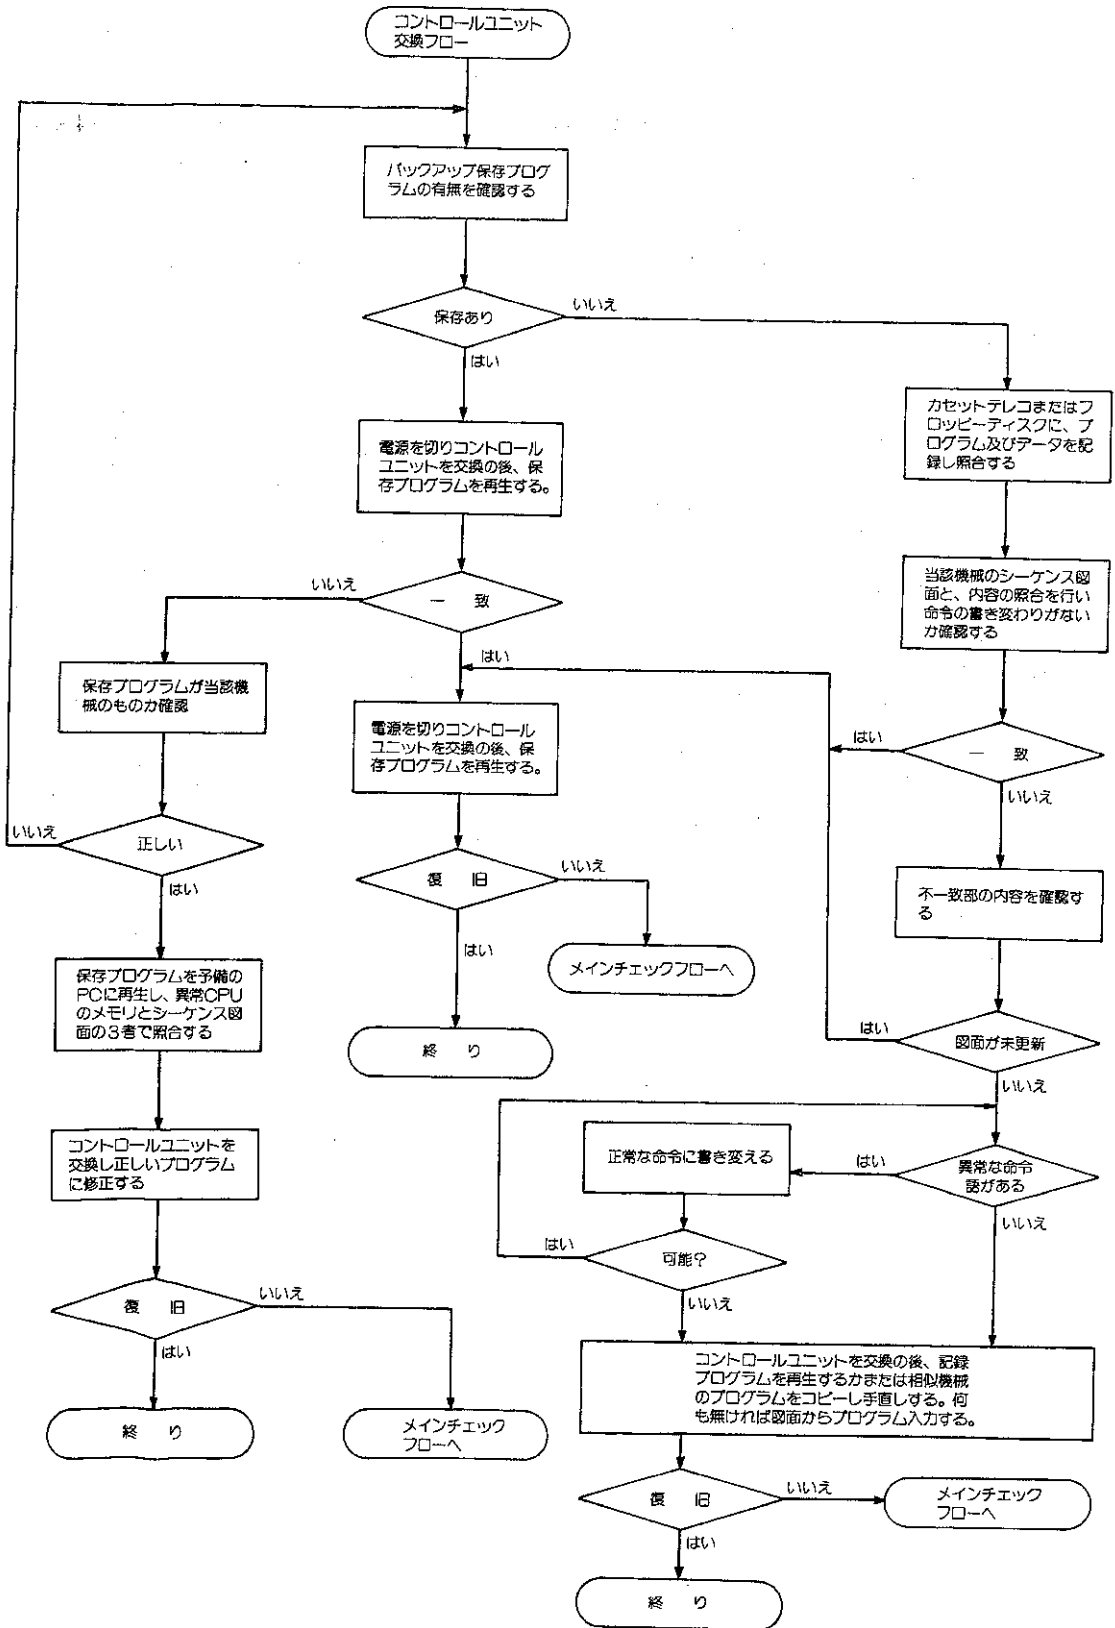 コントロールユニット
交換フロー
バックアップ保存プログ
ラムの有無を確認する
保存あり
いいえ
はい
カセットテレコまたはフ
ロッピーディスクに、プ
ログラム及びデータを記
録し照合する
電源を切りコントロール
ユニットを交換の後、保
存プログラムを再生する。
当該機械のシーケンス図
面と、内容の照合を行い
命令の書き変わりがない
か確認する
いいえ
一 致
はい
保存プログラムが当該機
械のものか確認
電源を切りコントロール
ユニットを交換の後、保
存プログラムを再生する。
はい
一 致
いいえ
いいえ
正しい
はい
復 旧
いいえ
はい
不一致部の内容を確認す
る
メインチェックフローへ
保存プログラムを予備の
PCに再生し、異常CPU
のメモリとシーケンス図
面の3者で照合する
終 り
はい
図面が未更新
いいえ
コントロールユニットを
交換し正しいプログラム
に修正する
正常な命令に書き変える
はい
異常な命令
語がある
いいえ
はい
可能?
いいえ
復 旧
いいえ
はい
コントロールユニットを交換の後、記録
プログラムを再生するかまたは相似機械
のプログラムをコピーし手直しする。何
も無ければ図面からプログラム入力する。
終 り
メインチェック
フローへ
復 旧
いいえ
はい
メインチェック
フローへ
終 り